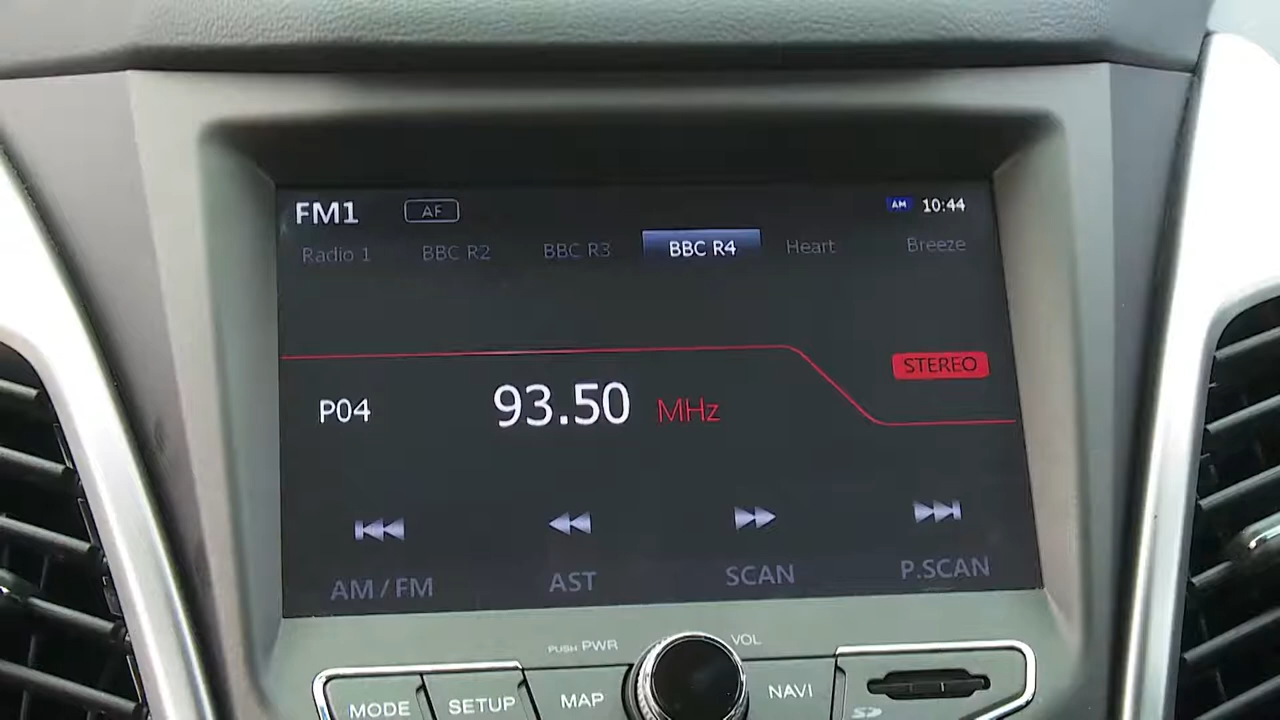 FM1 AF AM 10:44
Radio 1 BBC R2 BBC R3 BBC R4 Heart Breeze
STEREO
P04 93.50 MHz
AM / FM AST SCAN P.SCAN
PUSH PWR VOL
MODE SETUP MAP NAVI
SD